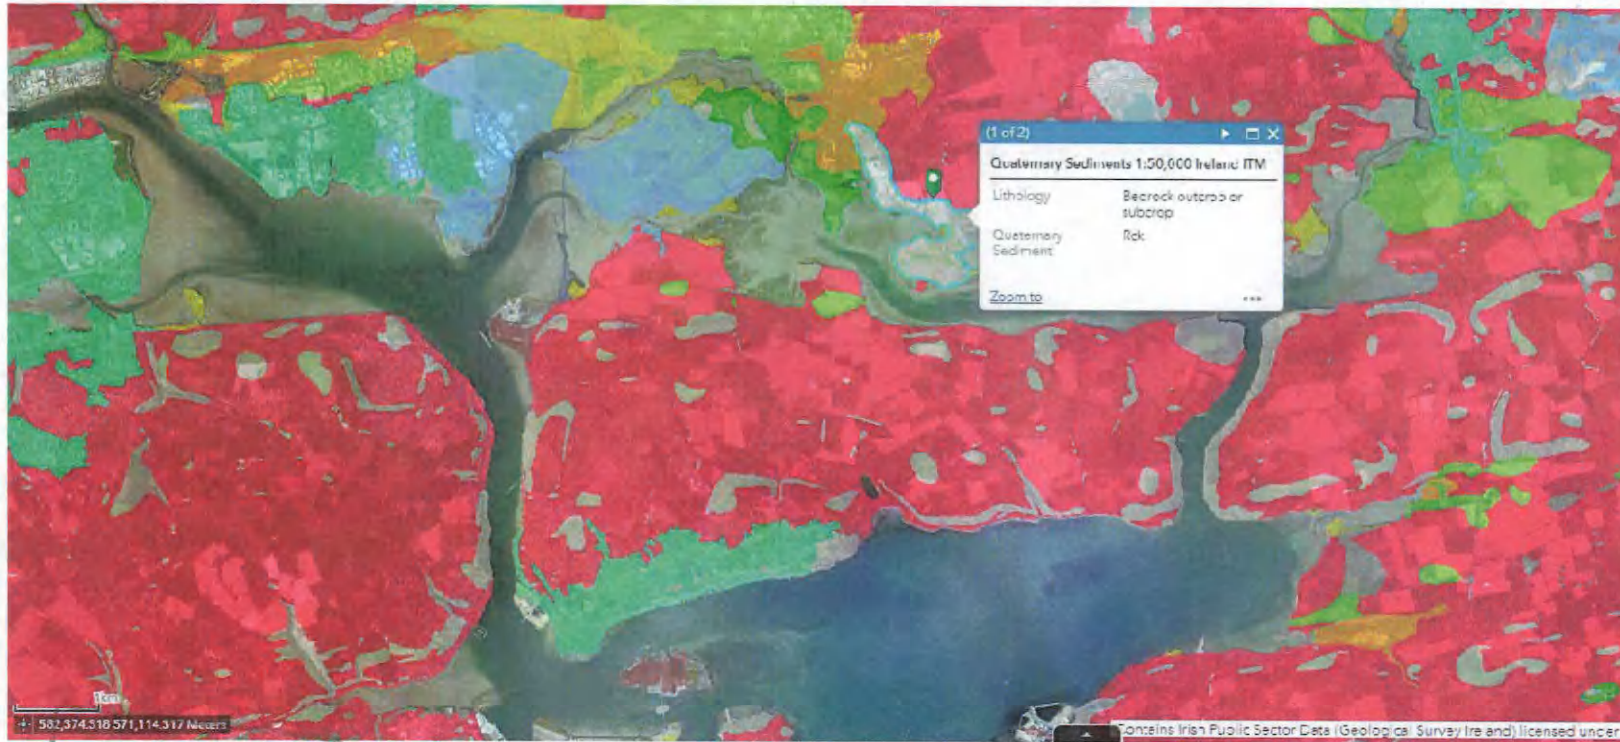 (1 of 2)
Quaternary Sediments 1:50,000 Ireland ITM
Lithology Bedrock outcrop or
subcrop
Quaternary Rck
Sediment
Zoom to ...
1km
582,374.318 571,114.317 Meters
Contains Irish Public Sector Data (Geological Survey Ireland) licensed under